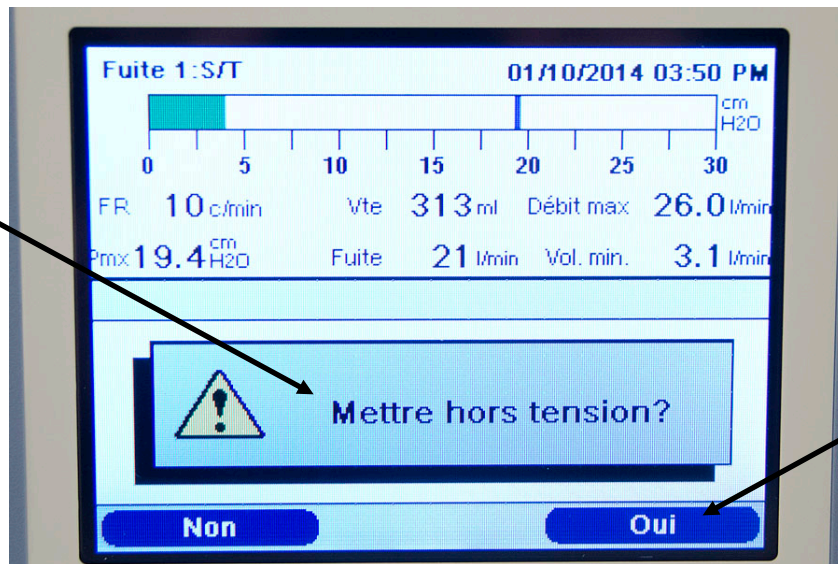 Fuite 1:S/T 01/10/2014 03:50 PM
cm
H2O
0 5 10 15 20 25 30
FR 10 c/min Vte 313 ml Débit max 26.0 l/min
Pmx 19.4 cm H2O Fuite 21 l/min Vol. min. 3.1 l/min
Mettre hors tension?
Non Oui